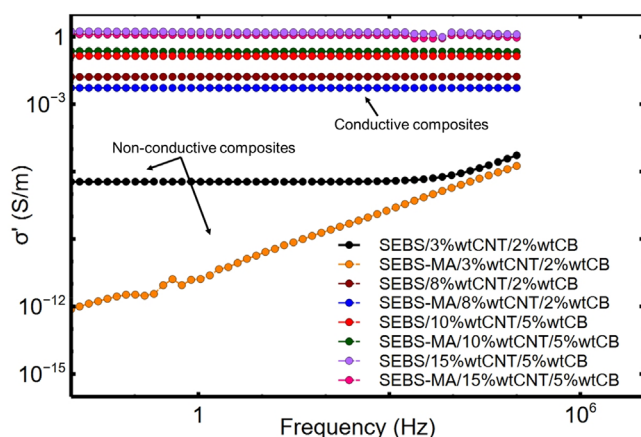 1
10⁻³
Conductive composites
Non-conductive composites
σ' (S/m)
SEBS/3%wtCNT/2%wtCB
SEBS-MA/3%wtCNT/2%wtCB
SEBS/8%wtCNT/2%wtCB
SEBS-MA/8%wtCNT/2%wtCB
SEBS/10%wtCNT/5%wtCB
SEBS-MA/10%wtCNT/5%wtCB
SEBS/15%wtCNT/5%wtCB
SEBS-MA/15%wtCNT/5%wtCB
10⁻¹²
10⁻¹⁵
1
10⁶
Frequency (Hz)